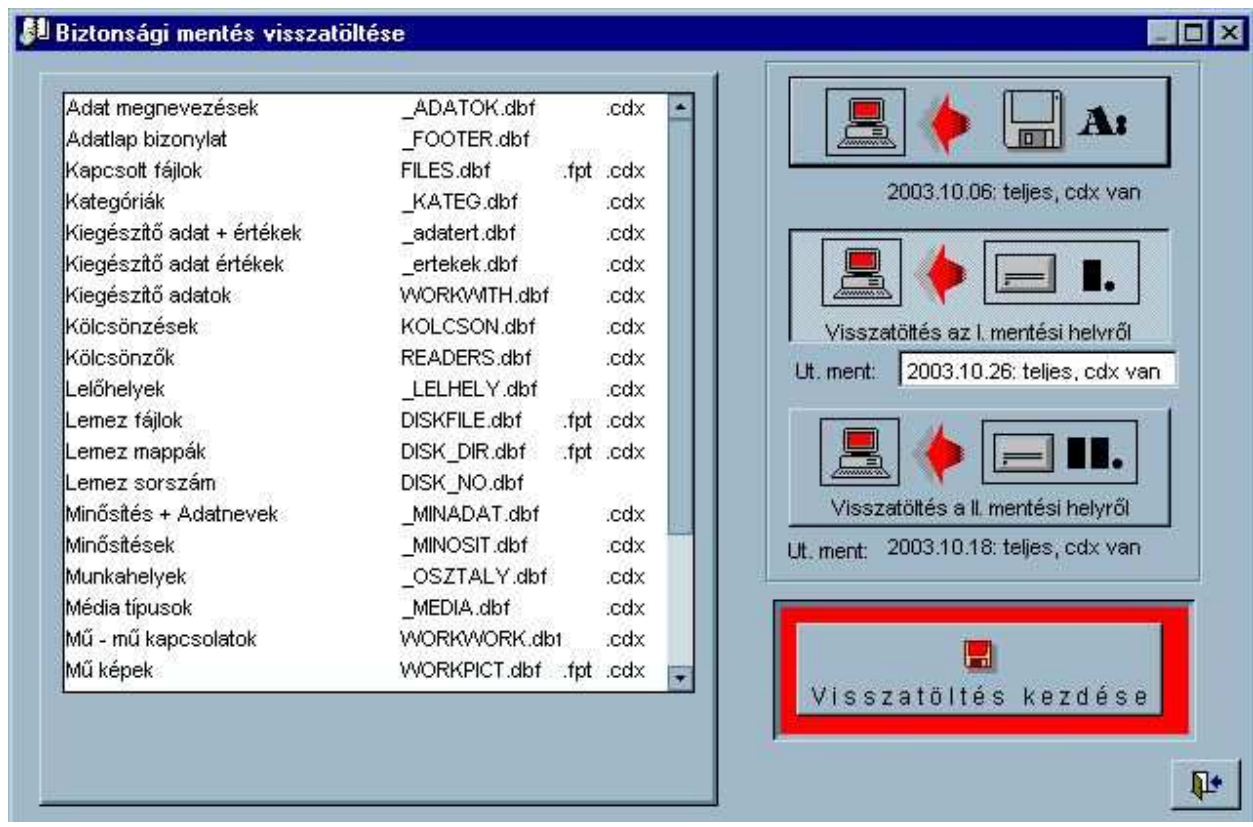 Biztonsági mentés visszatöltése
Adat megnevezések _ADATOK.dbf .cdx
Adatlap bizonylat _FOOTER.dbf
Kapcsolt fájlok FILES.dbf .fpt .cdx
Kategóriák _KATEG.dbf .cdx
Kiegészítő adat + értékek _adatert.dbf .cdx
Kiegészítő adat értékek _ertekek.dbf .cdx
Kiegészítő adatok WORKWITH.dbf .cdx
Kölcsönzések KOLCSON.dbf .cdx
Kölcsönzők READERS.dbf .cdx
Lelőhelyek _LELHELY.dbf .cdx
Lemez fájlok DISKFILE.dbf .fpt .cdx
Lemez mappák DISK_DIR.dbf .fpt .cdx
Lemez sorszám DISK_NO.dbf
Minősítés + Adatnevek _MINADAT.dbf .cdx
Minősítések _MINOSIT.dbf .cdx
Munkahelyek _OSZTALY.dbf .cdx
Média típusok _MEDIA.dbf .cdx
Mű - mű kapcsolatok WORKWORK.dbf .cdx
Mű képek WORKPICT.dbf .fpt .cdx
A:
2003.10.06: teljes, cdx van
I.
Visszatöltés az I. mentési helyről
Ut. ment: 2003.10.26: teljes, cdx van
II.
Visszatöltés a II. mentési helyről
Ut. ment: 2003.10.18: teljes, cdx van
Visszatöltés kezdése